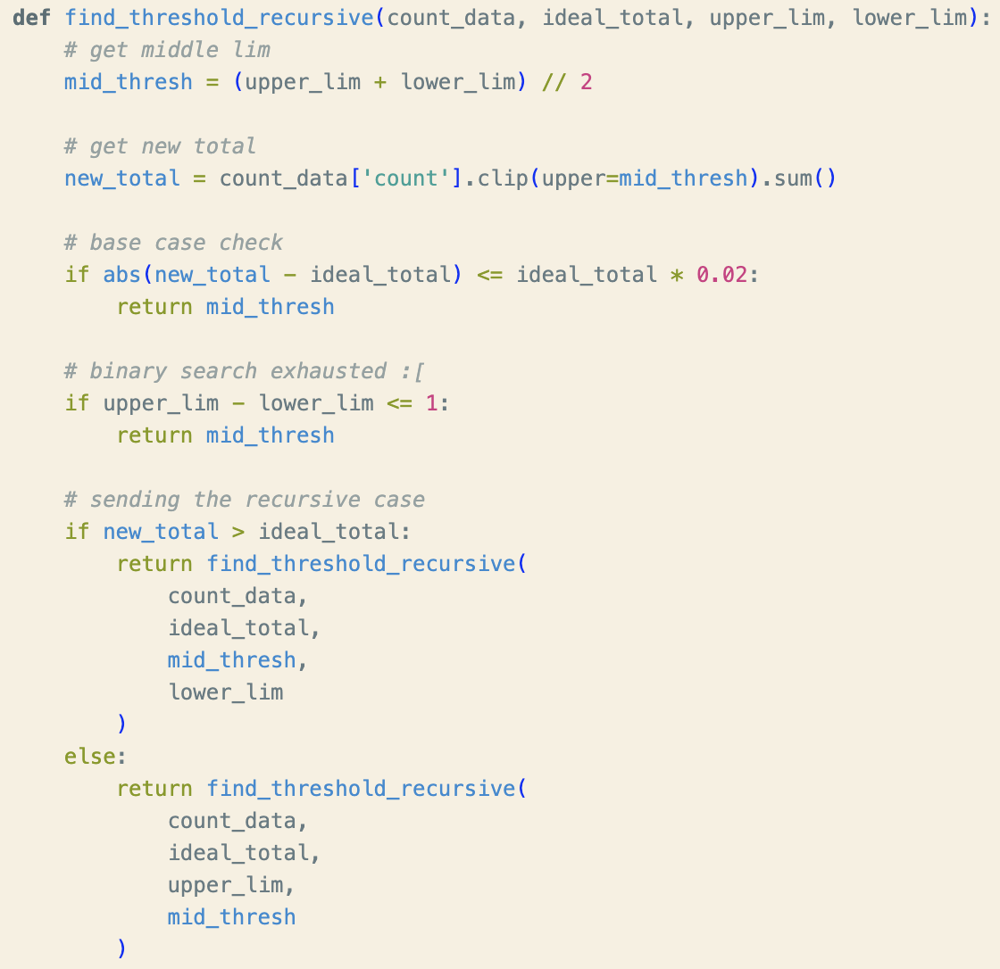 def find_threshold_recursive(count_data, ideal_total, upper_lim, lower_lim):
    # get middle lim
    mid_thresh = (upper_lim + lower_lim) // 2

    # get new total
    new_total = count_data['count'].clip(upper=mid_thresh).sum()

    # base case check
    if abs(new_total - ideal_total) <= ideal_total * 0.02:
        return mid_thresh

    # binary search exhausted :[
    if upper_lim - lower_lim <= 1:
        return mid_thresh

    # sending the recursive case
    if new_total > ideal_total:
        return find_threshold_recursive(
            count_data,
            ideal_total,
            mid_thresh,
            lower_lim
        )
    else:
        return find_threshold_recursive(
            count_data,
            ideal_total,
            upper_lim,
            mid_thresh
        )